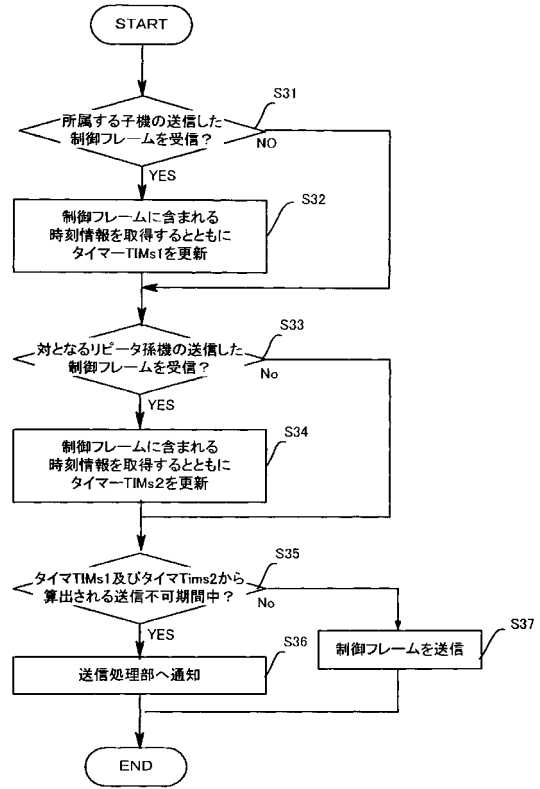 START
S31
所属する子機の送信した
制御フレームを受信？
NO
YES
S32
制御フレームに含まれる
時刻情報を取得するとともに
タイマーTIMs1を更新
S33
対となるリピータ孫機の送信した
制御フレームを受信？
No
YES
S34
制御フレームに含まれる
時刻情報を取得するとともに
タイマーTIMs2を更新
S35
タイマTIMs1及びタイマTims2から
算出される送信不可期間中？
No
YES
S36
送信処理部へ通知
S37
制御フレームを送信
END